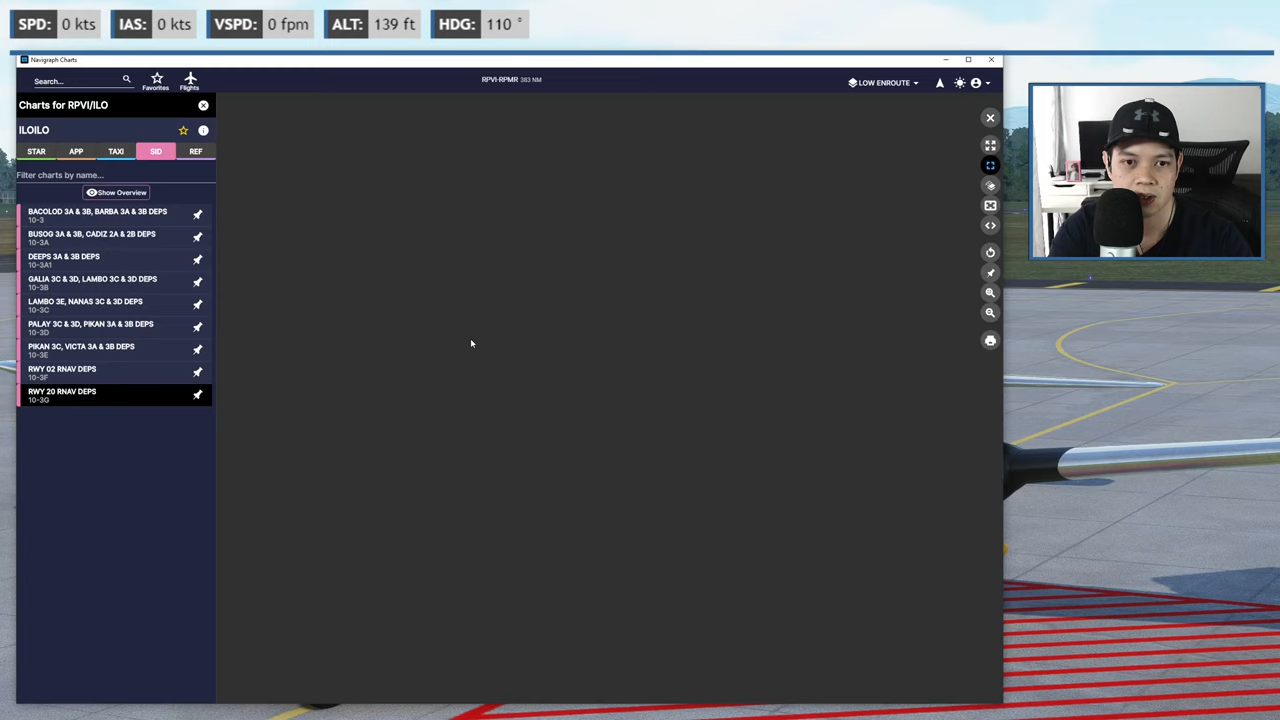 SPD: 0 kts IAS: 0 kts VSPD: 0 fpm ALT: 139 ft HDG: 110 °
Navigraph Charts
Search...
Favorites
Flights
RPVI-RPMR 383 NM
LOW ENROUTE
Charts for RPVI/ILO
ILOILO
STAR APP TAXI SID REF
Filter charts by name...
Show Overview
BACOLOD 3A & 3B, BARBA 3A & 3B DEPS
10-3
BUSOG 3A & 3B, CADIZ 2A & 2B DEPS
10-3A
DEEPS 3A & 3B DEPS
10-3A1
GALIA 3C & 3D, LAMBO 3C & 3D DEPS
10-3B
LAMBO 3E, NANAS 3C & 3D DEPS
10-3C
PALAY 3C & 3D, PIKAN 3A & 3B DEPS
10-3D
PIKAN 3C, VICTA 3A & 3B DEPS
10-3E
RWY 02 RNAV DEPS
10-3F
RWY 20 RNAV DEPS
10-3G